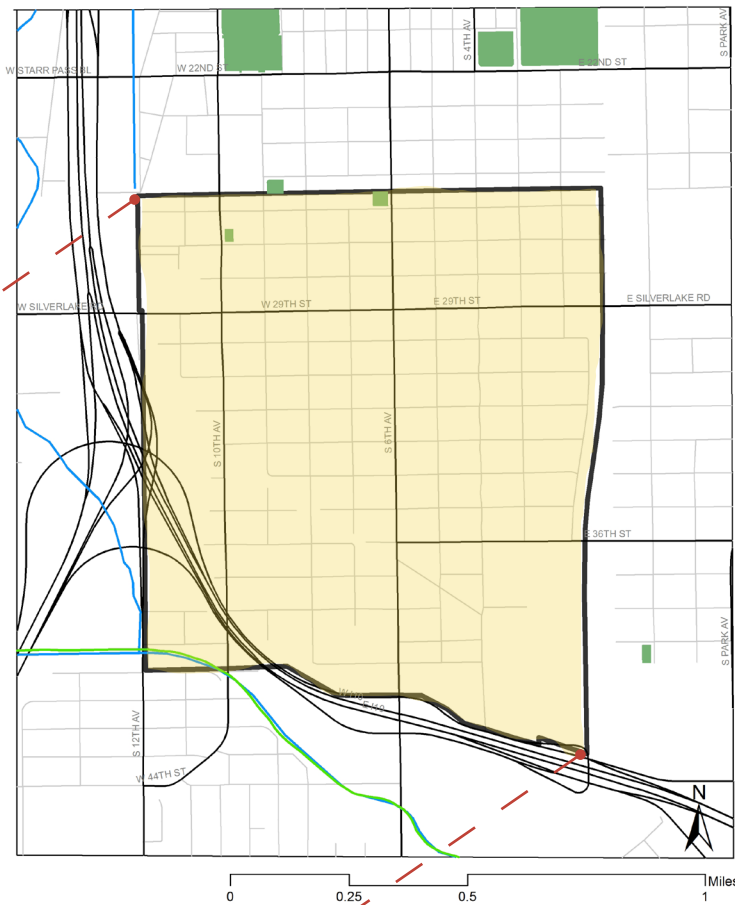 S 4TH AV
S PARK AV
W STARR PASS BL
W 22ND ST
E 22ND ST
W SILVERLAKE RD
W 29TH ST
E 29TH ST
E SILVERLAKE RD
S 10TH AV
S 6TH AV
E 36TH ST
S PARK AV
W I10
E I10
S 12TH AV
W 44TH ST
N
Miles
0
0.25
0.5
1